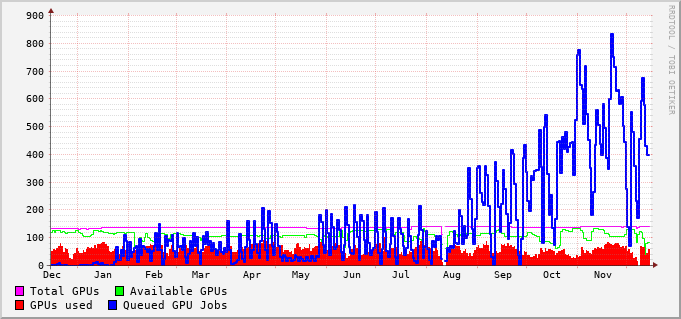 900
800
700
600
500
400
300
200
100
0
Dec Jan Feb Mar Apr May Jun Jul Aug Sep Oct Nov
Total GPUs Available GPUs
GPUs used Queued GPU Jobs
RRDTOOL / TOBI OETIKER